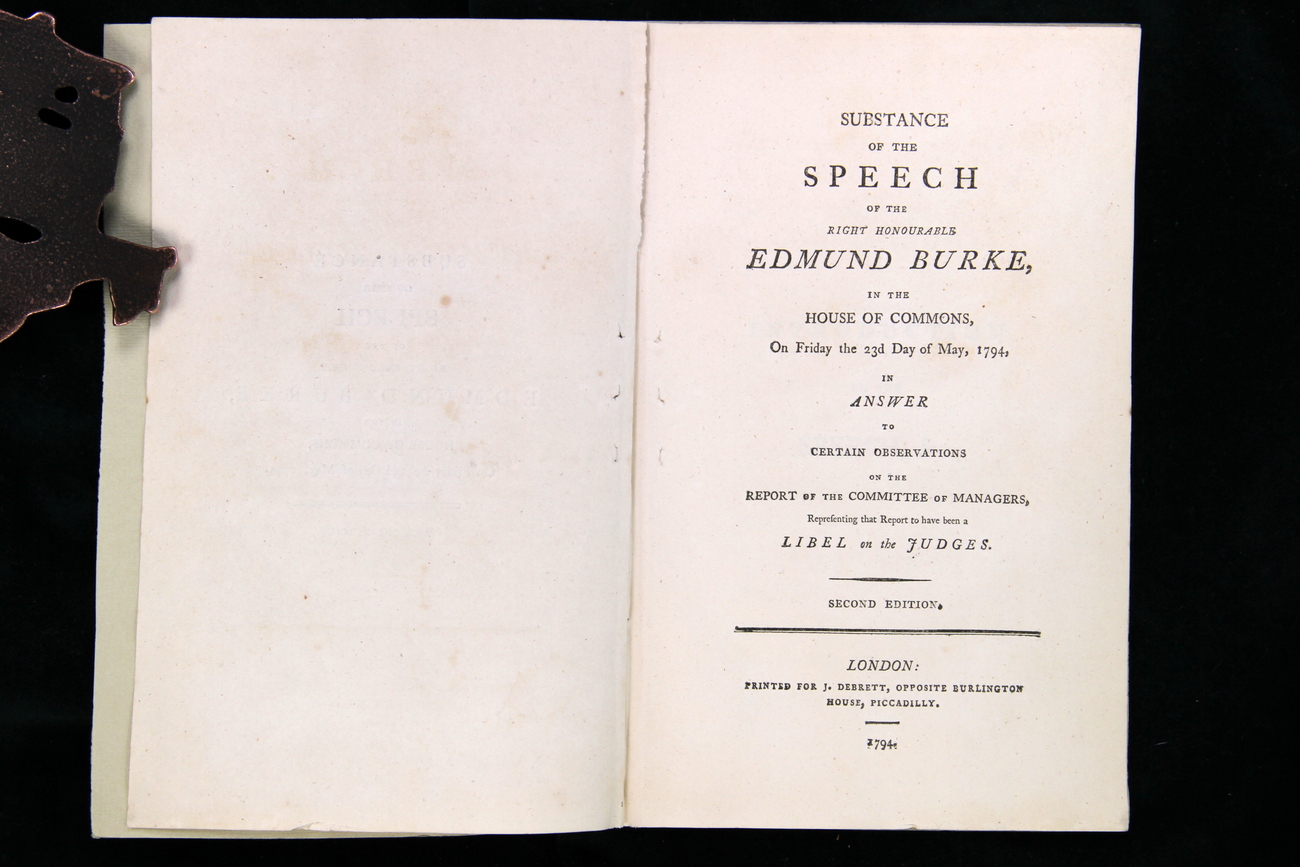 SUBSTANCE
OF THE
SPEECH
OF THE
RIGHT HONOURABLE
EDMUND BURKE,
IN THE
HOUSE OF COMMONS,
On Friday the 23d Day of May, 1794,
IN
ANSWER
TO
CERTAIN OBSERVATIONS
ON THE
REPORT OF THE COMMITTEE OF MANAGERS,
Repreſenting that Report to have been a
LIBEL on the JUDGES.
SECOND EDITION.
LONDON:
PRINTED FOR J. DEBRETT, OPPOSITE BURLINGTON
HOUSE, PICCADILLY.
1794.